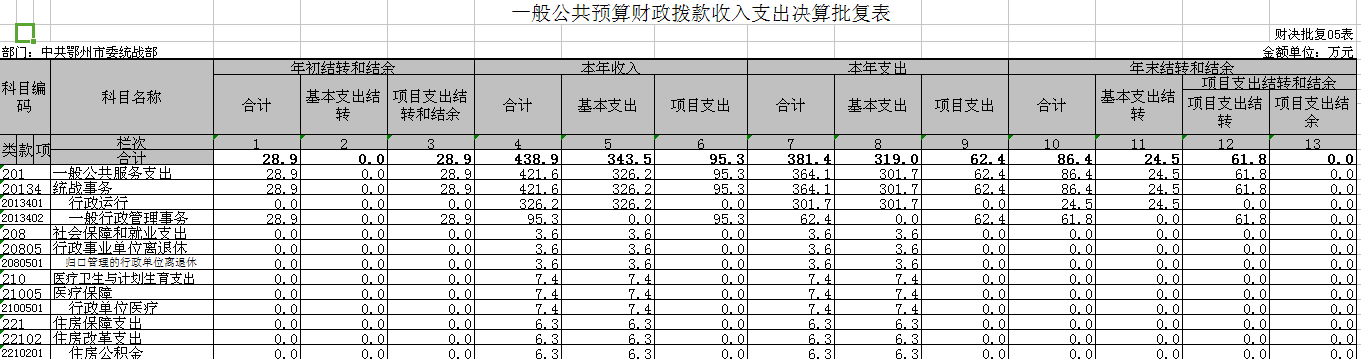 一般公共预算财政拨款收入支出决算批复表
财决批复05表
部门：中共鄂州市委统战部 金额单位：万元
科目编码 科目名称 年初结转和结余 本年收入 本年支出 年末结转和结余
合计 基本支出结转 项目支出结转和结余 合计 基本支出 项目支出 合计 基本支出 项目支出 合计 基本支出结转 项目支出结转和结余
项目支出结转 项目支出结余
类 款 项 栏次 1 2 3 4 5 6 7 8 9 10 11 12 13
合计 28.9 0.0 28.9 438.9 343.5 95.3 381.4 319.0 62.4 86.4 24.5 61.8 0.0
201 一般公共服务支出 28.9 0.0 28.9 421.6 326.2 95.3 364.1 301.7 62.4 86.4 24.5 61.8 0.0
20134 统战事务 28.9 0.0 28.9 421.6 326.2 95.3 364.1 301.7 62.4 86.4 24.5 61.8 0.0
2013401 行政运行 0.0 0.0 0.0 326.2 326.2 0.0 301.7 301.7 0.0 24.5 24.5 0.0 0.0
2013402 一般行政管理事务 28.9 0.0 28.9 95.3 0.0 95.3 62.4 0.0 62.4 61.8 0.0 61.8 0.0
208 社会保障和就业支出 0.0 0.0 0.0 3.6 3.6 0.0 3.6 3.6 0.0 0.0 0.0 0.0 0.0
20805 行政事业单位离退休 0.0 0.0 0.0 3.6 3.6 0.0 3.6 3.6 0.0 0.0 0.0 0.0 0.0
2080501 归口管理的行政单位离退休 0.0 0.0 0.0 3.6 3.6 0.0 3.6 3.6 0.0 0.0 0.0 0.0 0.0
210 医疗卫生与计划生育支出 0.0 0.0 0.0 7.4 7.4 0.0 7.4 7.4 0.0 0.0 0.0 0.0 0.0
21005 医疗保障 0.0 0.0 0.0 7.4 7.4 0.0 7.4 7.4 0.0 0.0 0.0 0.0 0.0
2100501 行政单位医疗 0.0 0.0 0.0 7.4 7.4 0.0 7.4 7.4 0.0 0.0 0.0 0.0 0.0
221 住房保障支出 0.0 0.0 0.0 6.3 6.3 0.0 6.3 6.3 0.0 0.0 0.0 0.0 0.0
22102 住房改革支出 0.0 0.0 0.0 6.3 6.3 0.0 6.3 6.3 0.0 0.0 0.0 0.0 0.0
2210201 住房公积金 0.0 0.0 0.0 6.3 6.3 0.0 6.3 6.3 0.0 0.0 0.0 0.0 0.0